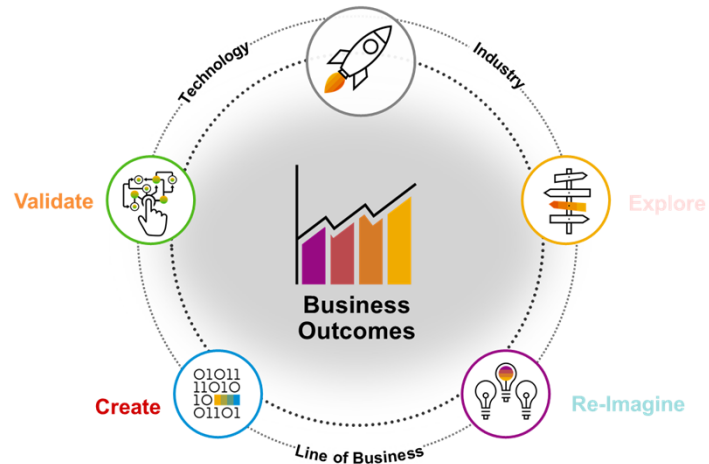 Technology
Industry
Validate
Explore
Business
Outcomes
01011
11010
10
01101
Create
Re-Imagine
Line of Business